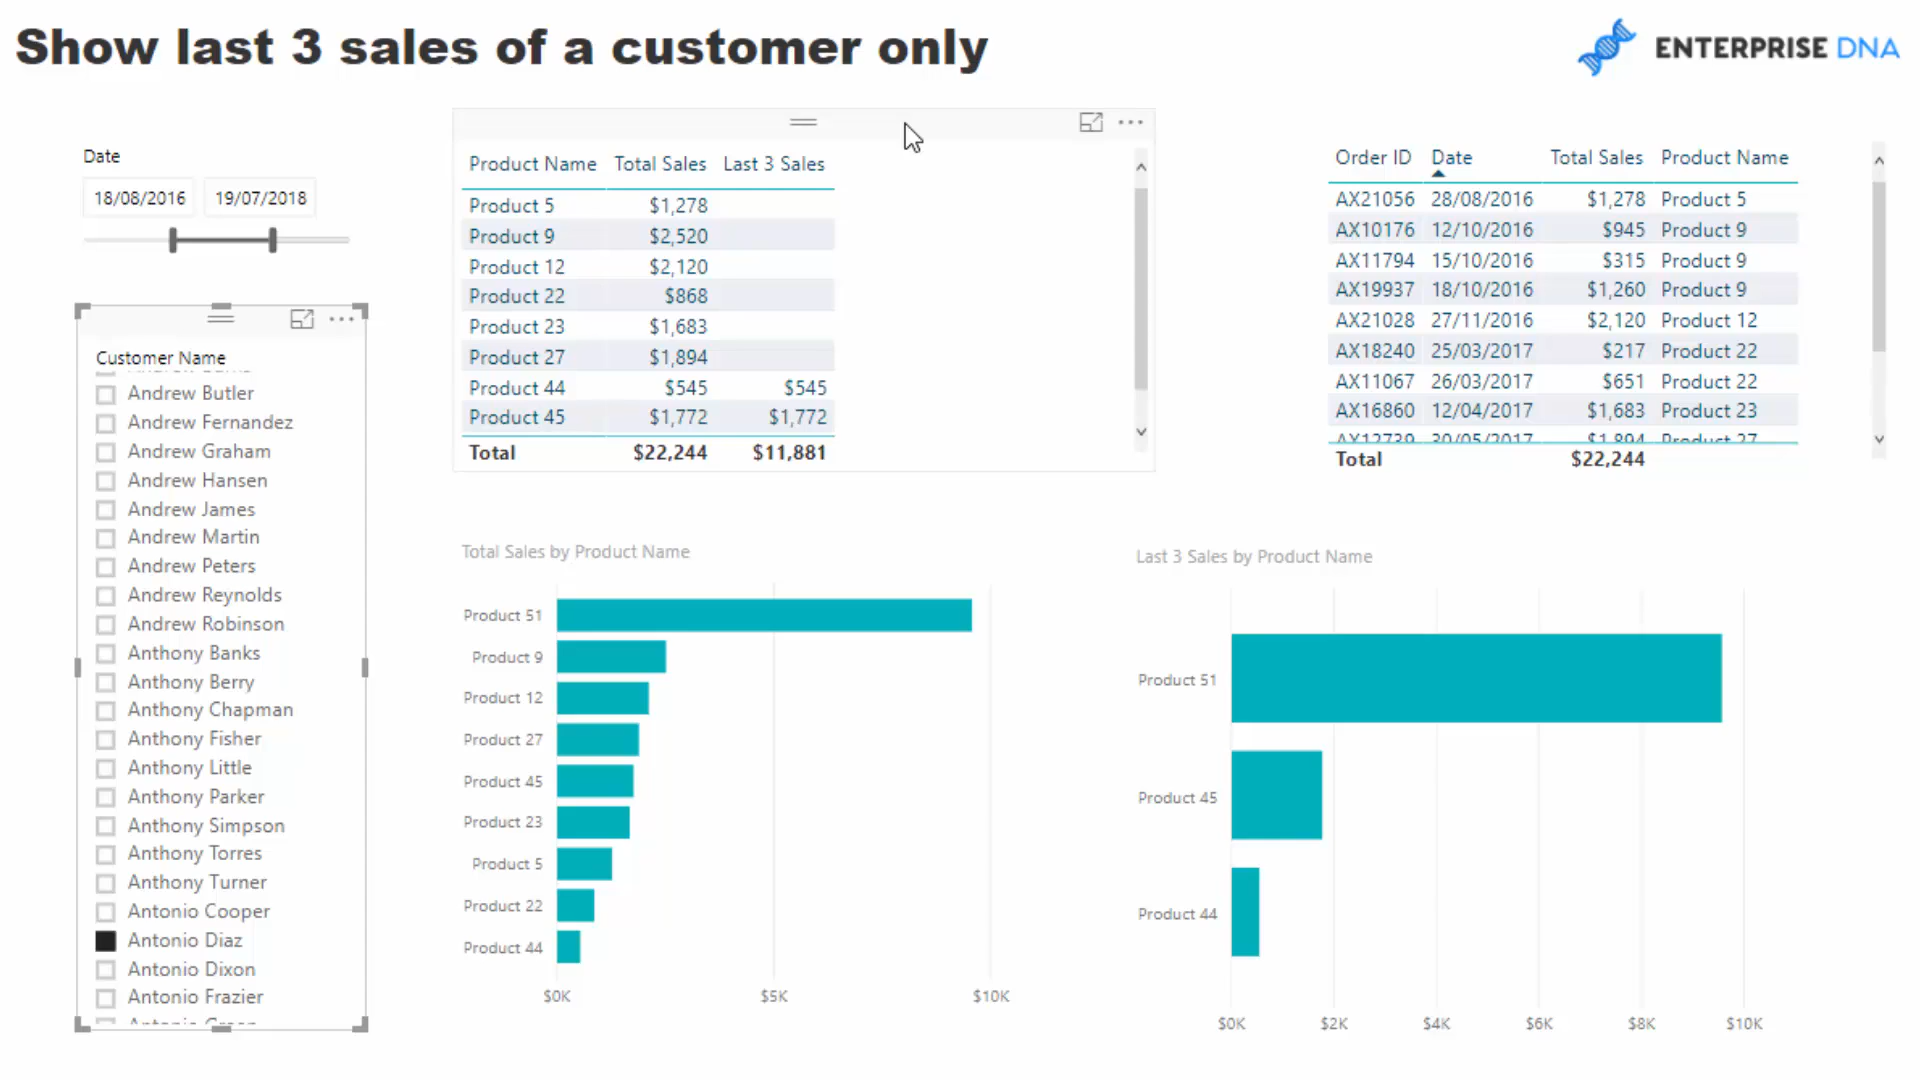 Show last 3 sales of a customer only
ENTERPRISE DNA
Date
18/08/2016 19/07/2018
Customer Name
Andrew Butler
Andrew Fernandez
Andrew Graham
Andrew Hansen
Andrew James
Andrew Martin
Andrew Peters
Andrew Reynolds
Andrew Robinson
Anthony Banks
Anthony Berry
Anthony Chapman
Anthony Fisher
Anthony Little
Anthony Parker
Anthony Simpson
Anthony Torres
Anthony Turner
Antonio Cooper
Antonio Diaz
Antonio Dixon
Antonio Frazier
Product Name Total Sales Last 3 Sales
Product 5 $1,278
Product 9 $2,520
Product 12 $2,120
Product 22 $868
Product 23 $1,683
Product 27 $1,894
Product 44 $545 $545
Product 45 $1,772 $1,772
Total $22,244 $11,881
Order ID Date Total Sales Product Name
AX21056 28/08/2016 $1,278 Product 5
AX10176 12/10/2016 $945 Product 9
AX11794 15/10/2016 $315 Product 9
AX19937 18/10/2016 $1,260 Product 9
AX21028 27/11/2016 $2,120 Product 12
AX18240 25/03/2017 $217 Product 22
AX11067 26/03/2017 $651 Product 22
AX16860 12/04/2017 $1,683 Product 23
AX12739 30/05/2017 $1,894 Product 27
Total $22,244
Total Sales by Product Name
Product 51
Product 9
Product 12
Product 27
Product 45
Product 23
Product 5
Product 22
Product 44
$0K $5K $10K
Last 3 Sales by Product Name
Product 51
Product 45
Product 44
$0K $2K $4K $6K $8K $10K